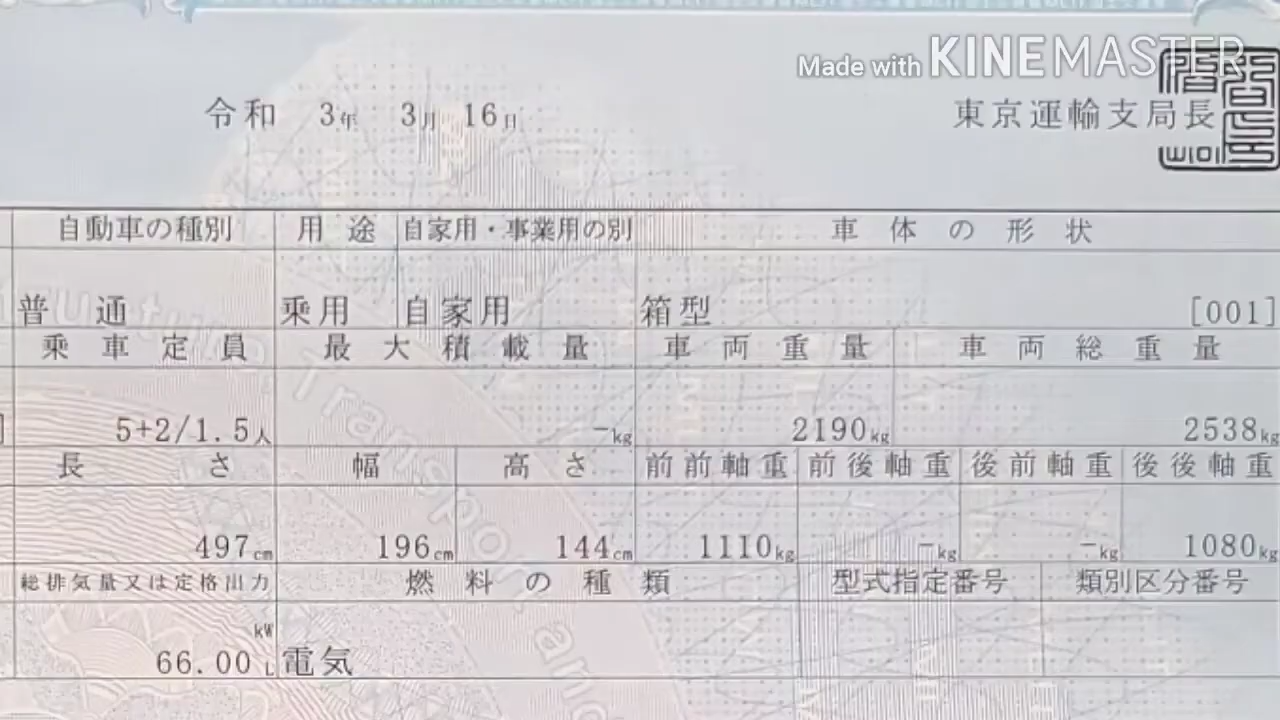 Made with KINEMASTER
令和 3年 3月 16日 東京運輸支局長
自動車の種別 用途 自家用・事業用の別 車体の形状
普通 乗用 自家用 箱型 [001]
乗車定員 最大積載量 車両重量 車両総重量
] 5+2/1.5人 -kg 2190kg 2538kg
長さ 幅 高さ 前前軸重 前後軸重 後前軸重 後後軸重
497cm 196cm 144cm 1110kg -kg -kg 1080kg
総排気量又は定格出力 燃料の種類 型式指定番号 類別区分番号
kW
66.00 L 電気
Transport and